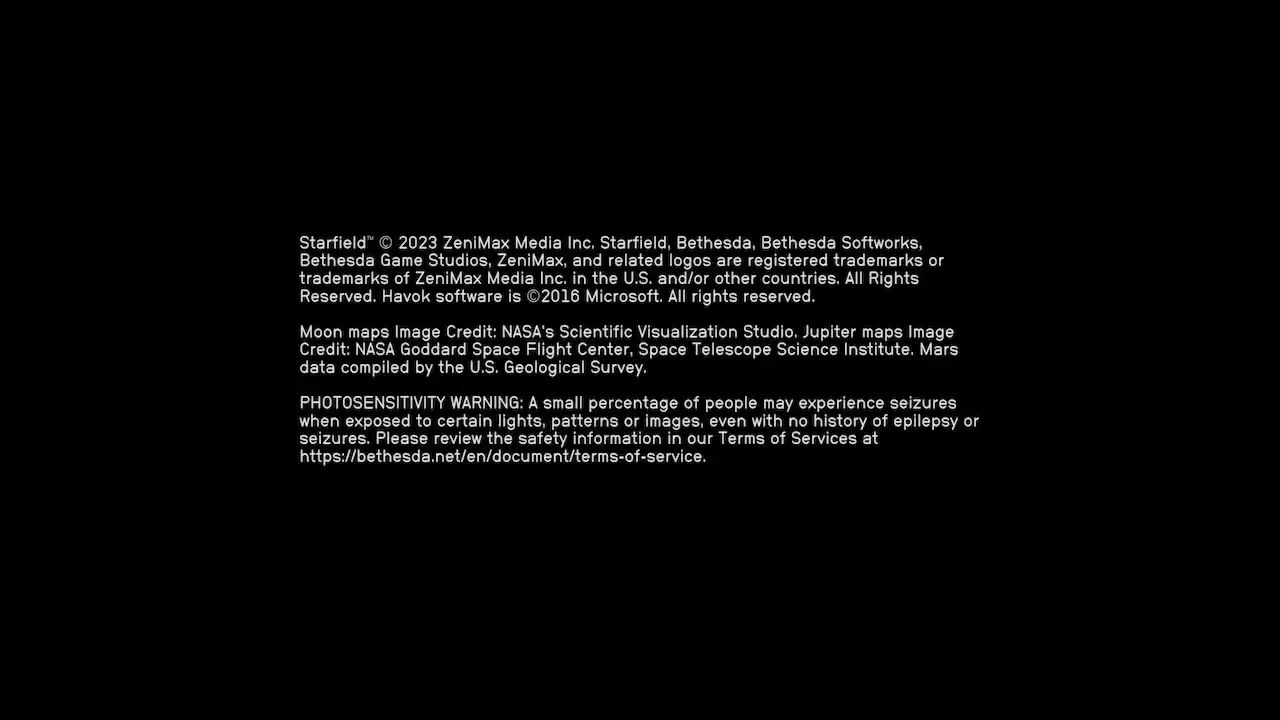 Starfield™ © 2023 ZeniMax Media Inc. Starfield, Bethesda, Bethesda Softworks,
Bethesda Game Studios, ZeniMax, and related logos are registered trademarks or
trademarks of ZeniMax Media Inc. in the U.S. and/or other countries. All Rights
Reserved. Havok software is ©2016 Microsoft. All rights reserved.
Moon maps Image Credit: NASA's Scientific Visualization Studio. Jupiter maps Image
Credit: NASA Goddard Space Flight Center, Space Telescope Science Institute. Mars
data compiled by the U.S. Geological Survey.
PHOTOSENSITIVITY WARNING: A small percentage of people may experience seizures
when exposed to certain lights, patterns or images, even with no history of epilepsy or
seizures. Please review the safety information in our Terms of Services at
https://bethesda.net/en/document/terms-of-service.